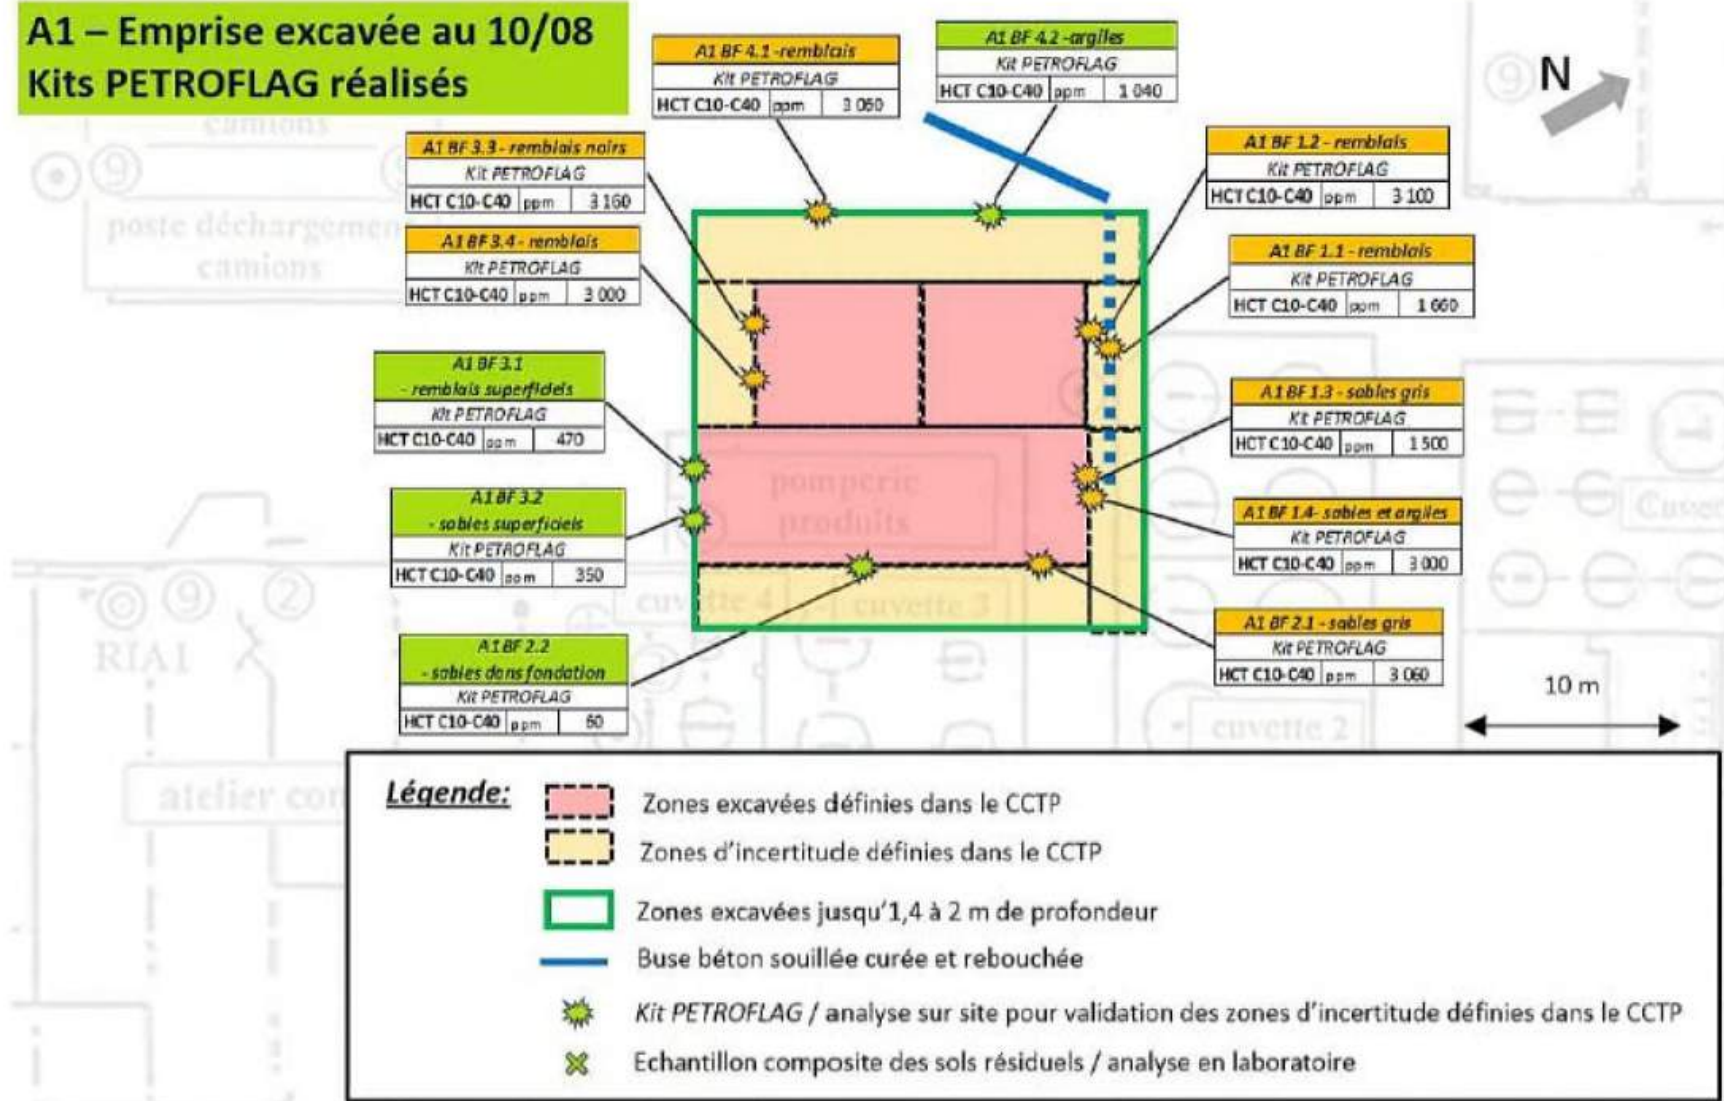 A1 – Emprise excavée au 10/08
Kits PETROFLAG réalisés
A1 BF 4.1 -remblais
Kit PETROFLAG
HCT C10-C40 ppm 3 060
A1 BF 4.2 -argiles
Kit PETROFLAG
HCT C10-C40 ppm 1 040
9 N
camions
9
poste déchargemen
camions
A1 BF 3.3 - remblais noirs
Kit PETROFLAG
HCT C10-C40 ppm 3 160
A1 BF 1.2 - remblais
Kit PETROFLAG
HCT C10-C40 ppm 3 100
A1 BF 3.4 - remblais
Kit PETROFLAG
HCT C10-C40 ppm 3 000
A1 BF 1.1 - remblais
Kit PETROFLAG
HCT C10-C40 ppm 1 660
A1 BF 3.1
- remblais superficiels
Kit PETROFLAG
HCT C10-C40 ppm 470
A1 BF 1.3 - sables gris
Kit PETROFLAG
HCT C10-C40 ppm 1 500
pomperie
produits
A1 BF 3.2
- sables superficiels
Kit PETROFLAG
HCT C10-C40 ppm 350
A1 BF 1.4- sables et argiles
Kit PETROFLAG
HCT C10-C40 ppm 3 000
9 2
RIA1
cuvette 4
cuvette 3
A1 BF 2.2
- sables dans fondation
Kit PETROFLAG
HCT C10-C40 ppm 60
A1 BF 2.1 - sables gris
Kit PETROFLAG
HCT C10-C40 ppm 3 060
10 m
cuvette 2
atelier con
Légende:
Zones excavées définies dans le CCTP
Zones d'incertitude définies dans le CCTP
Zones excavées jusqu'1,4 à 2 m de profondeur
Buse béton souillée curée et rebouchée
Kit PETROFLAG / analyse sur site pour validation des zones d'incertitude définies dans le CCTP
Echantillon composite des sols résiduels / analyse en laboratoire